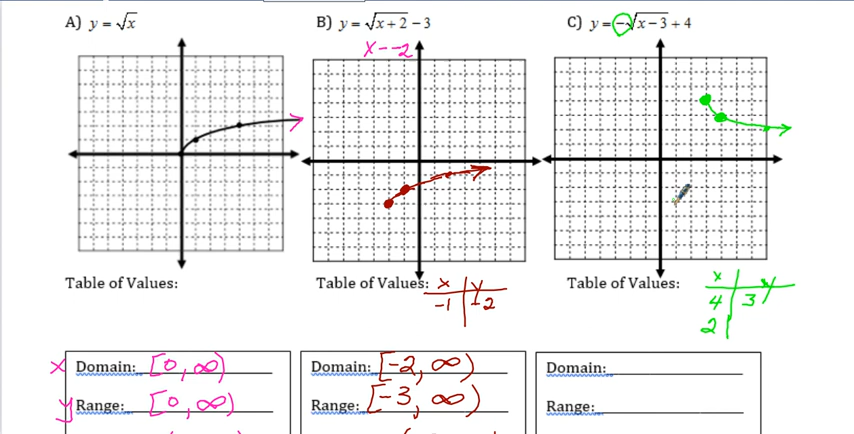 A) y = √x
B) y = √x + 2 − 3
C) y = −√x − 3 + 4
x = -2
Table of Values:
Table of Values:
Table of Values:
x y
-1 -2
x y
4 3
2
x Domain: [0, ∞)
Domain: [-2, ∞)
Domain:
y Range: [0, ∞)
Range: [-3, ∞)
Range: